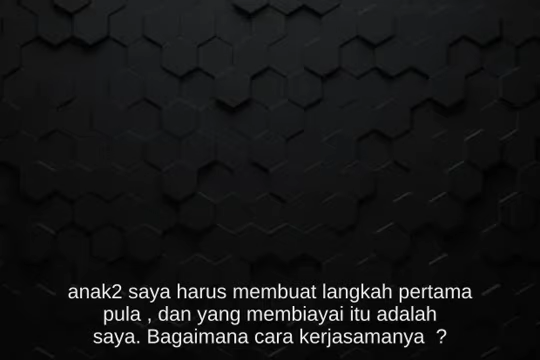 anak2 saya harus membuat langkah pertama
pula , dan yang membiayai itu adalah
saya. Bagaimana cara kerjasamanya  ?